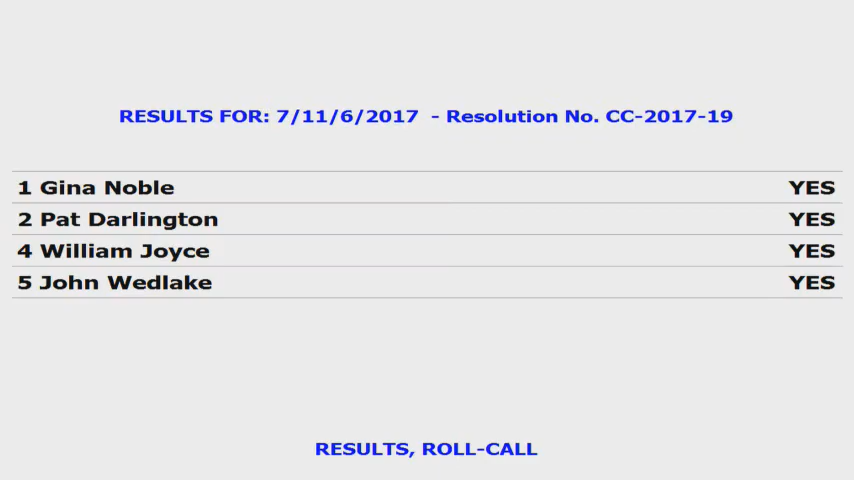 RESULTS FOR: 7/11/6/2017 - Resolution No. CC-2017-19
1 Gina Noble YES
2 Pat Darlington YES
4 William Joyce YES
5 John Wedlake YES
RESULTS, ROLL-CALL